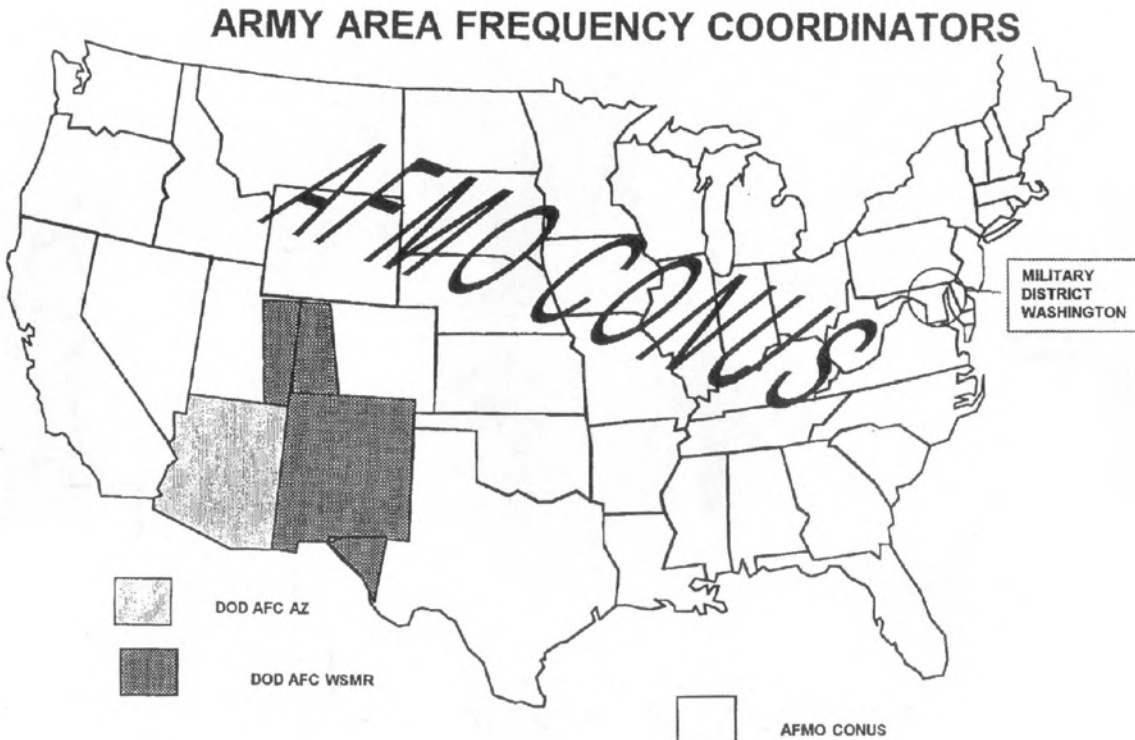 ARMY AREA FREQUENCY COORDINATORS
AFMO CONUS
MILITARY
DISTRICT
WASHINGTON
DOD AFC AZ
DOD AFC WSMR
AFMO CONUS